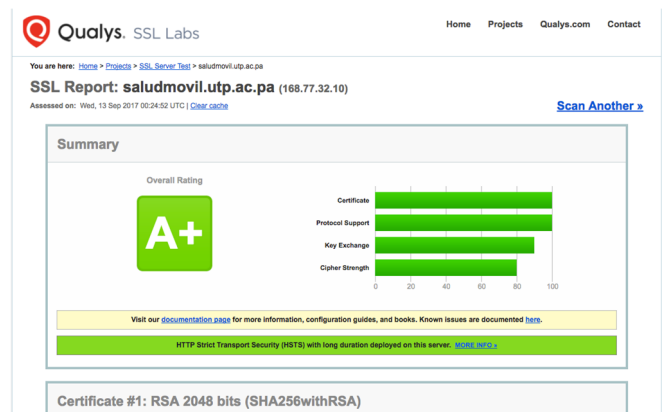 Qualys. SSL Labs
Home Projects Qualys.com Contact
You are here: Home > Projects > SSL Server Test > saludmovil.utp.ac.pa
SSL Report: saludmovil.utp.ac.pa (168.77.32.10)
Assessed on: Wed, 13 Sep 2017 00:24:52 UTC | Clear cache
Scan Another »
Summary
Overall Rating
A+
Certificate
Protocol Support
Key Exchange
Cipher Strength
0 20 40 60 80 100
Visit our documentation page for more information, configuration guides, and books. Known issues are documented here.
HTTP Strict Transport Security (HSTS) with long duration deployed on this server. MORE INFO »
Certificate #1: RSA 2048 bits (SHA256withRSA)